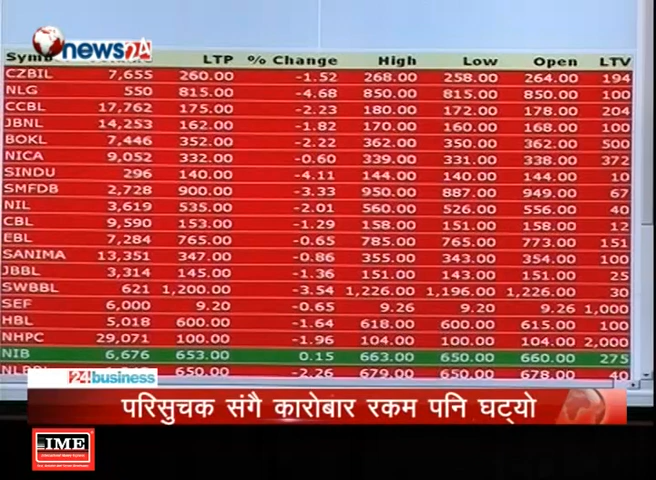 news24
Symb LTP % Change High Low Open LTV
CZBIL 7,655 260.00 -1.52 268.00 258.00 264.00 194
NLG 550 815.00 -4.68 850.00 815.00 850.00 100
CCBL 17,762 175.00 -2.23 180.00 172.00 178.00 204
JBNL 14,253 162.00 -1.82 170.00 160.00 168.00 100
BOKL 7,446 352.00 -2.22 362.00 350.00 362.00 500
NICA 9,052 332.00 -0.60 339.00 331.00 338.00 372
SINDU 296 140.00 -4.11 144.00 140.00 144.00 10
SMFDB 2,728 900.00 -3.33 950.00 887.00 949.00 67
NIL 3,619 535.00 -2.01 560.00 526.00 556.00 40
CBL 9,590 153.00 -1.29 158.00 151.00 158.00 12
EBL 7,284 765.00 -0.65 785.00 765.00 773.00 151
SANIMA 13,351 347.00 -0.86 355.00 343.00 354.00 100
JBBL 3,314 145.00 -1.36 151.00 143.00 151.00 25
SWBBL 621 1,200.00 -3.54 1,226.00 1,196.00 1,226.00 30
SEF 6,000 9.20 -0.65 9.26 9.20 9.26 1,000
HBL 5,018 600.00 -1.64 618.00 600.00 615.00 100
NHPC 29,071 100.00 -1.96 104.00 100.00 104.00 2,000
NIB 6,676 653.00 0.15 663.00 650.00 660.00 275
650.00 -2.26 679.00 650.00 678.00 40
24business
परिसुचक संगै कारोबार रकम पनि घट्यो
IME